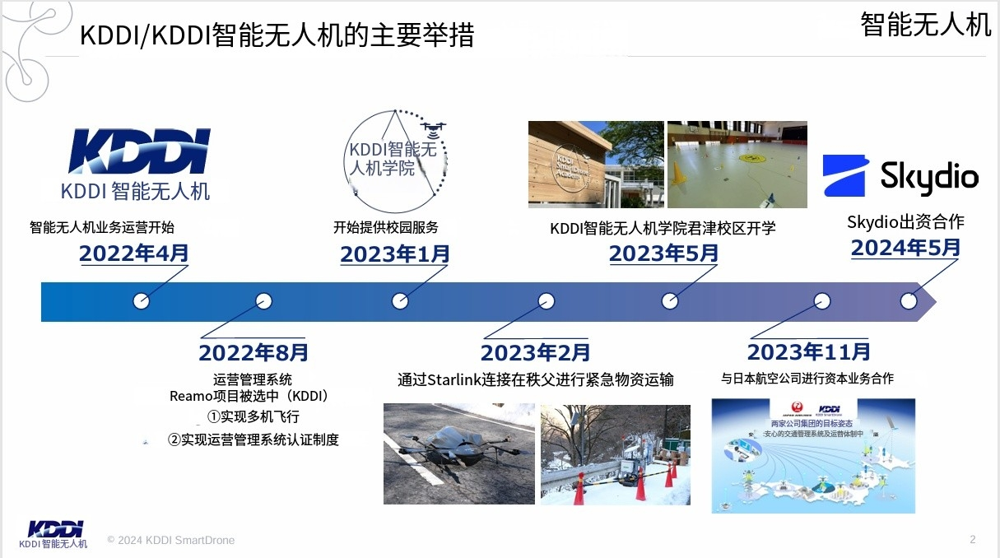 KDDI/KDDI智能无人机的主要举措
智能无人机
KDDI
KDDI 智能无人机
智能无人机业务运营开始
2022年4月
KDDI智能无
人机学院
开始提供校园服务
2023年1月
KDDI
SmartDrone
Academy
KDDI智能无人机学院君津校区开学
2023年5月
Skydio
Skydio出资合作
2024年5月
2022年8月
运营管理系统
Reamo项目被选中（KDDI）
①实现多机飞行
②实现运营管理系统认证制度
2023年2月
通过Starlink连接在秩父进行紧急物资运输
2023年11月
与日本航空公司进行资本业务合作
KDDI
两家公司集团的目标姿态
安心的交通管理系统及运营体制中
KDDI
KDDI 智能无人机
© 2024 KDDI SmartDrone
2